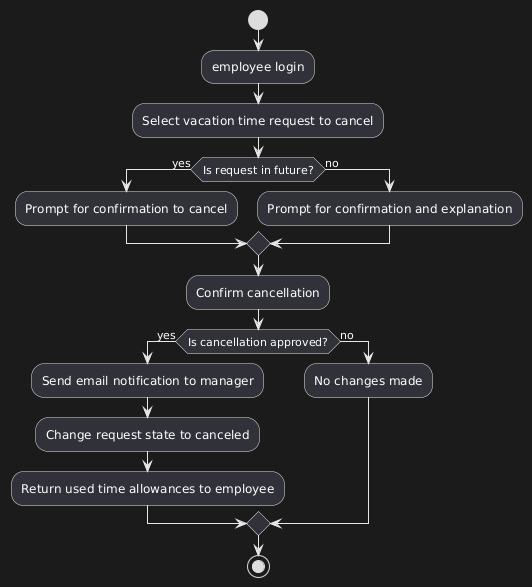 employee login
Select vacation time request to cancel
yes
Is request in future?
no
Prompt for confirmation to cancel
Prompt for confirmation and explanation
Confirm cancellation
yes
Is cancellation approved?
no
Send email notification to manager
No changes made
Change request state to canceled
Return used time allowances to employee